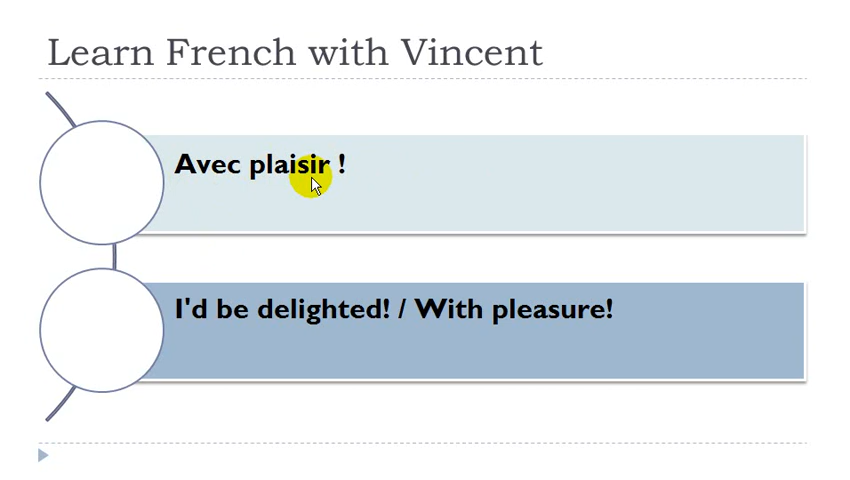 Learn French with Vincent
Avec plaisir !
I'd be delighted! / With pleasure!